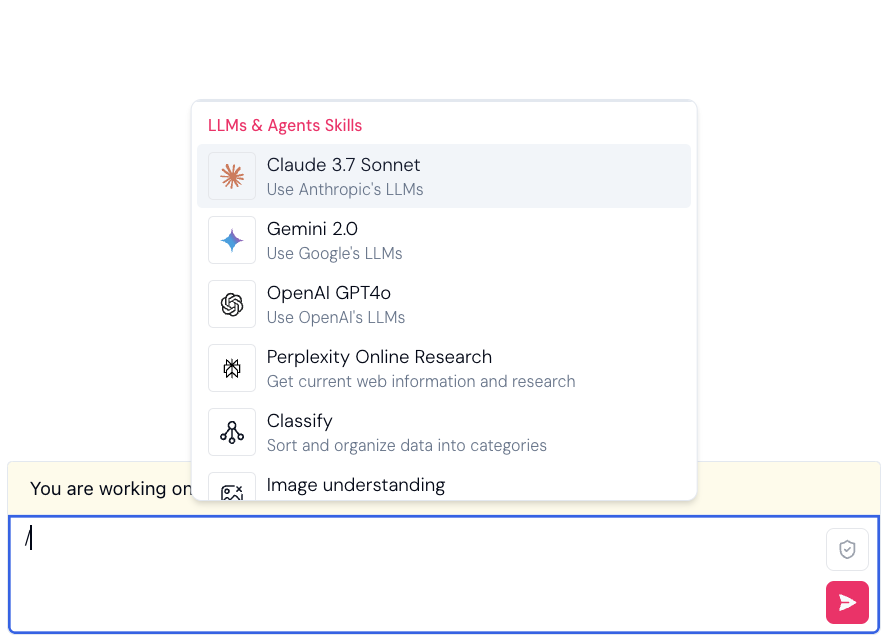 LLMs & Agents Skills
Claude 3.7 Sonnet
Use Anthropic's LLMs
Gemini 2.0
Use Google's LLMs
OpenAI GPT4o
Use OpenAI's LLMs
Perplexity Online Research
Get current web information and research
Classify
Sort and organize data into categories
Image understanding
You are working on
/